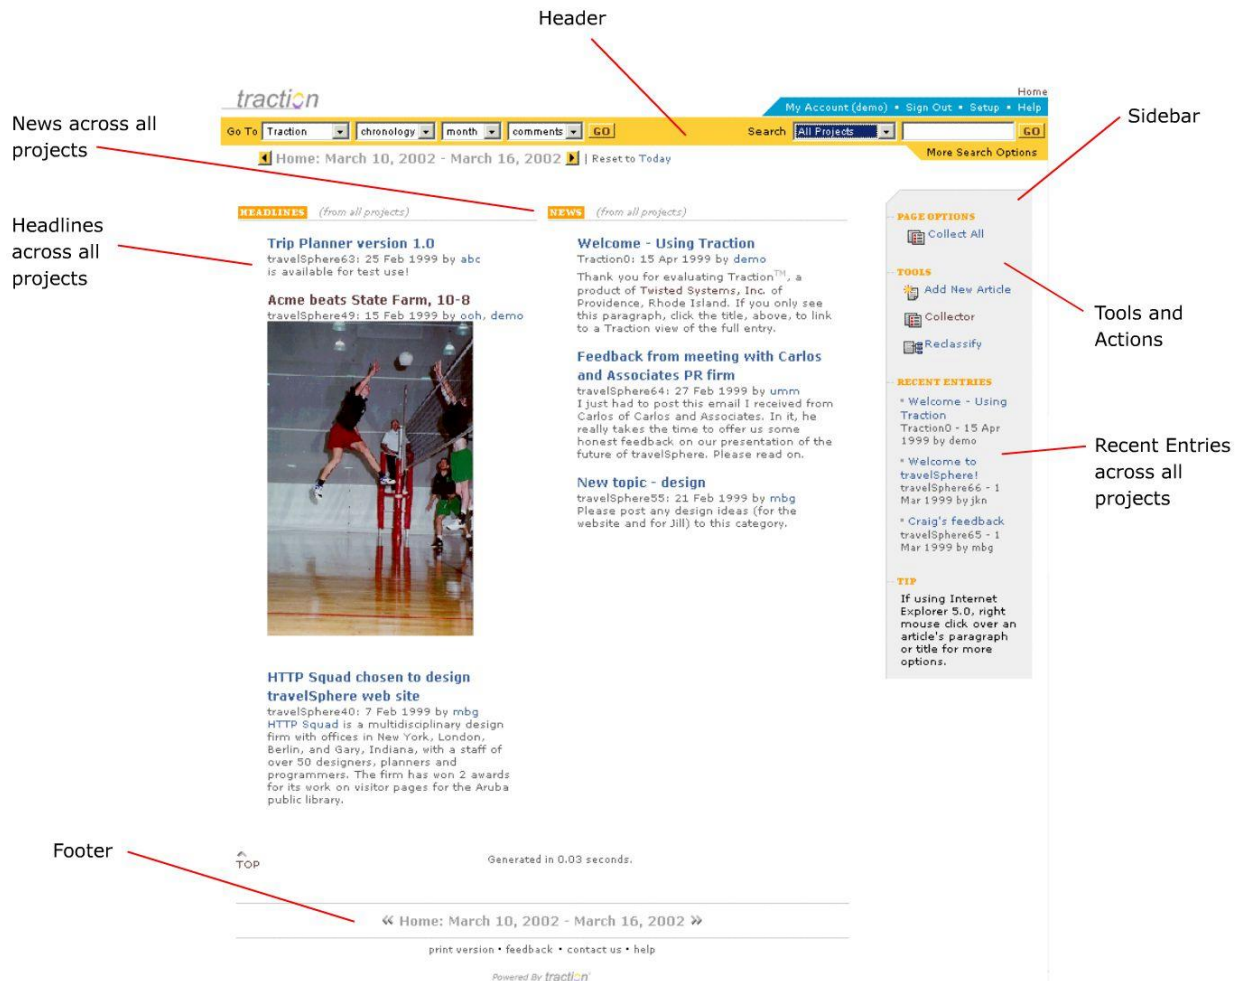 Header
Home
traction
My Account (demo) • Sign Out • Setup • Help
Go To Traction chronology month comments GO Search All Projects GO
Home: March 10, 2002 - March 16, 2002 | Reset to Today
More Search Options
News across all
projects
Sidebar
Headlines
across all
projects
HEADLINES (from all projects)
Trip Planner version 1.0
travelSphere63: 25 Feb 1999 by abc
is available for test use!
Acme beats State Farm, 10-8
travelSphere49: 15 Feb 1999 by ooh, demo
HTTP Squad chosen to design
travelSphere web site
travelSphere40: 7 Feb 1999 by mbg
HTTP Squad is a multidisciplinary design
firm with offices in New York, London,
Berlin, and Gary, Indiana, with a staff of
over 50 designers, planners and
programmers. The firm has won 2 awards
for its work on visitor pages for the Aruba
public library.
NEWS (from all projects)
Welcome - Using Traction
Traction0: 15 Apr 1999 by demo
Thank you for evaluating Traction™, a
product of Twisted Systems, Inc. of
Providence, Rhode Island. If you only see
this paragraph, click the title, above, to link
to a Traction view of the full entry.
Feedback from meeting with Carlos
and Associates PR firm
travelSphere64: 27 Feb 1999 by umm
I just had to post this email I received from
Carlos of Carlos and Associates. In it, he
really takes the time to offer us some
honest feedback on our presentation of the
future of travelSphere. Please read on.
New topic - design
travelSphere55: 21 Feb 1999 by mbg
Please post any design ideas (for the
website and for Jill) to this category.
PAGE OPTIONS
Collect All
TOOLS
Add New Article
Collector
Reclassify
RECENT ENTRIES
* Welcome - Using
Traction
Traction0 - 15 Apr
1999 by demo
* Welcome to
travelSphere!
travelSphere66 - 1
Mar 1999 by jkn
* Craig's feedback
travelSphere65 - 1
Mar 1999 by mbg
TIP
If using Internet
Explorer 5.0, right
mouse click over an
article's paragraph
or title for more
options.
Tools and
Actions
Recent Entries
across all
projects
Footer
TOP
Generated in 0.03 seconds.
« Home: March 10, 2002 - March 16, 2002 »
print version • feedback • contact us • help
Powered By traction